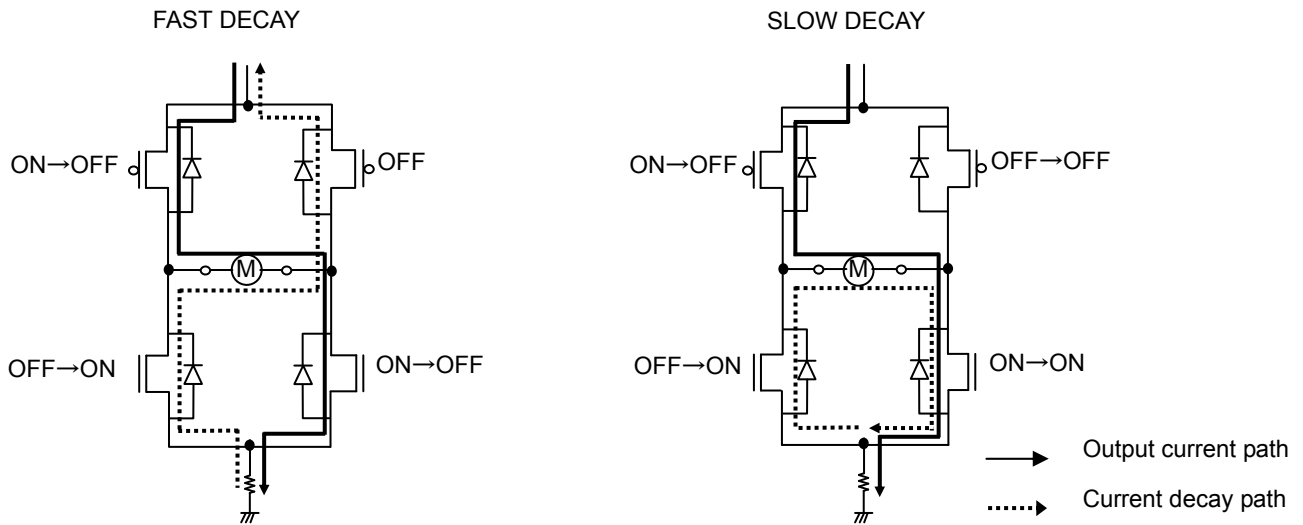 FAST DECAY
ON→OFF
OFF
M
OFF→ON
ON→OFF
SLOW DECAY
ON→OFF
OFF→OFF
M
OFF→ON
ON→ON
Output current path
Current decay path